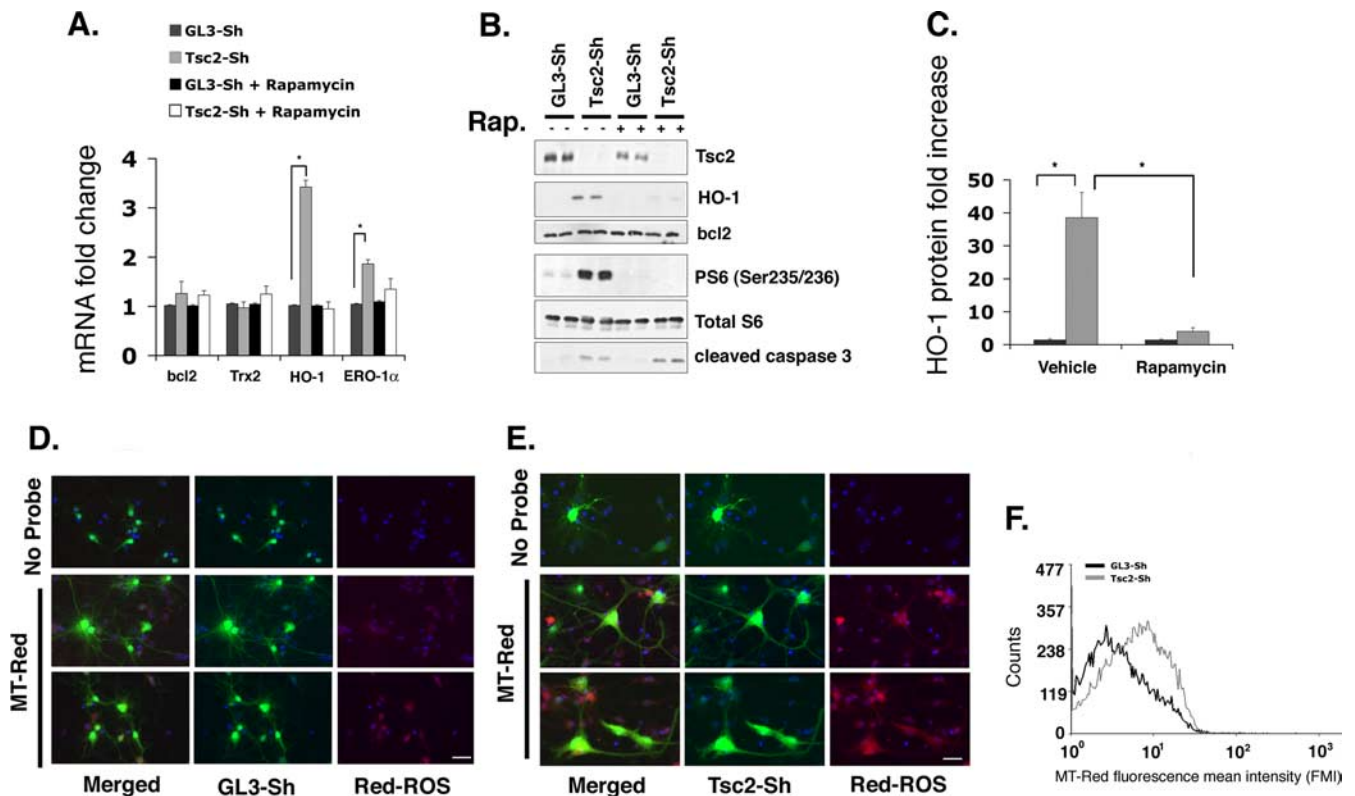 A.
GL3-Sh
Tsc2-Sh
GL3-Sh + Rapamycin
Tsc2-Sh + Rapamycin
mRNA fold change
4
3
2
1
* *
bcl2 Trx2 HO-1 ERO-1α
B.
GL3-Sh Tsc2-Sh GL3-Sh Tsc2-Sh
Rap. - - - - + + + +
Tsc2
HO-1
bcl2
PS6 (Ser235/236)
Total S6
cleaved caspase 3
C.
HO-1 protein fold increase
50
40
30
20
10
0
* *
Vehicle Rapamycin
D.
No Probe
MT-Red
Merged GL3-Sh Red-ROS
E.
No Probe
MT-Red
Merged Tsc2-Sh Red-ROS
F.
GL3-Sh
Tsc2-Sh
Counts
477
357
238
119
0
10⁰ 10¹ 10² 10³
MT-Red fluorescence mean intensity (FMI)